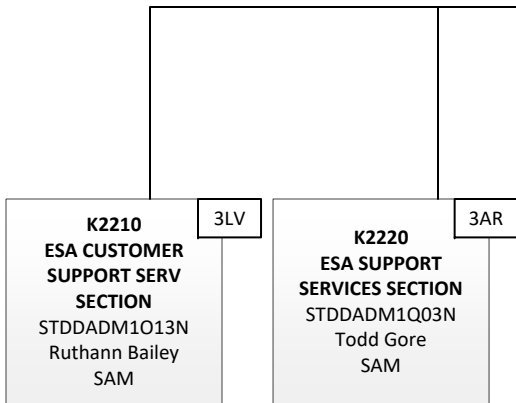 3LV
K2210
ESA CUSTOMER
SUPPORT SERV
SECTION
STDDADM1O13N
Ruthann Bailey
SAM
3AR
K2220
ESA SUPPORT
SERVICES SECTION
STDDADM1Q03N
Todd Gore
SAM